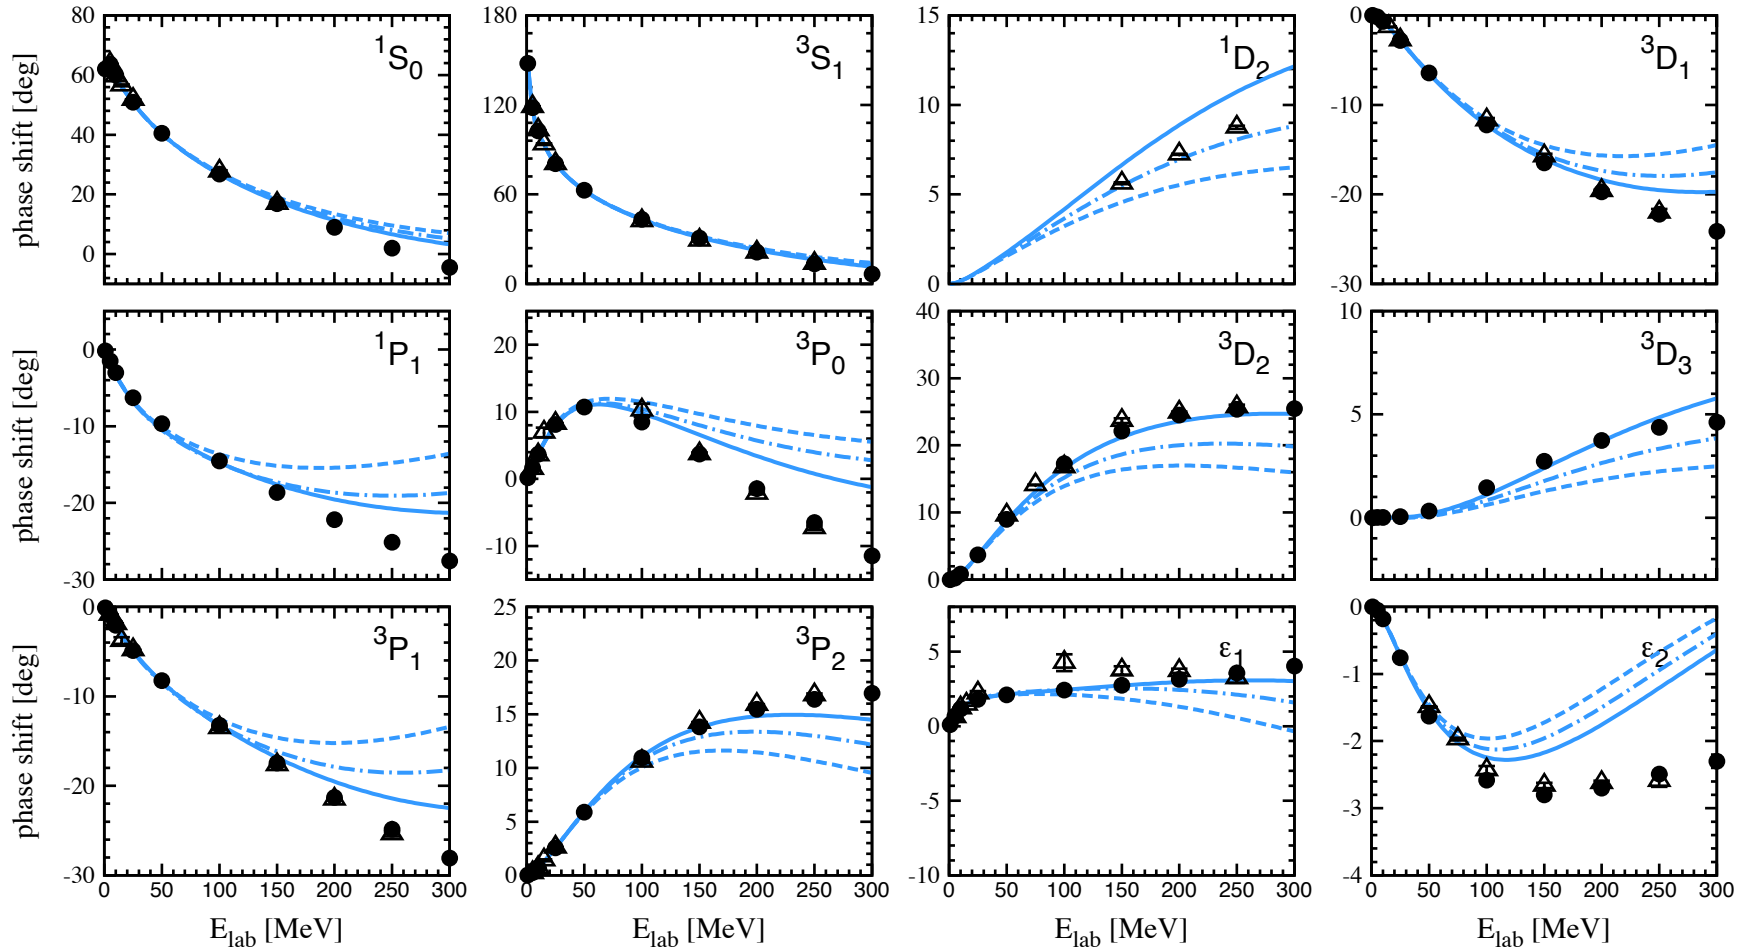 phase shift [deg]
80
60
40
20
0
¹S₀
180
120
60
0
³S₁
15
10
5
0
¹D₂
0
-10
-20
-30
³D₁
phase shift [deg]
0
-10
-20
-30
¹P₁
20
10
0
-10
³P₀
40
30
20
10
0
³D₂
10
5
0
³D₃
phase shift [deg]
0
-10
-20
-30
³P₁
25
20
15
10
5
0
³P₂
5
0
-5
-10
ε₁
0
-1
-2
-3
-4
ε₂
0 50 100 150 200 250 300
0 50 100 150 200 250 300
0 50 100 150 200 250 300
0 50 100 150 200 250 300
E_lab [MeV]
E_lab [MeV]
E_lab [MeV]
E_lab [MeV]